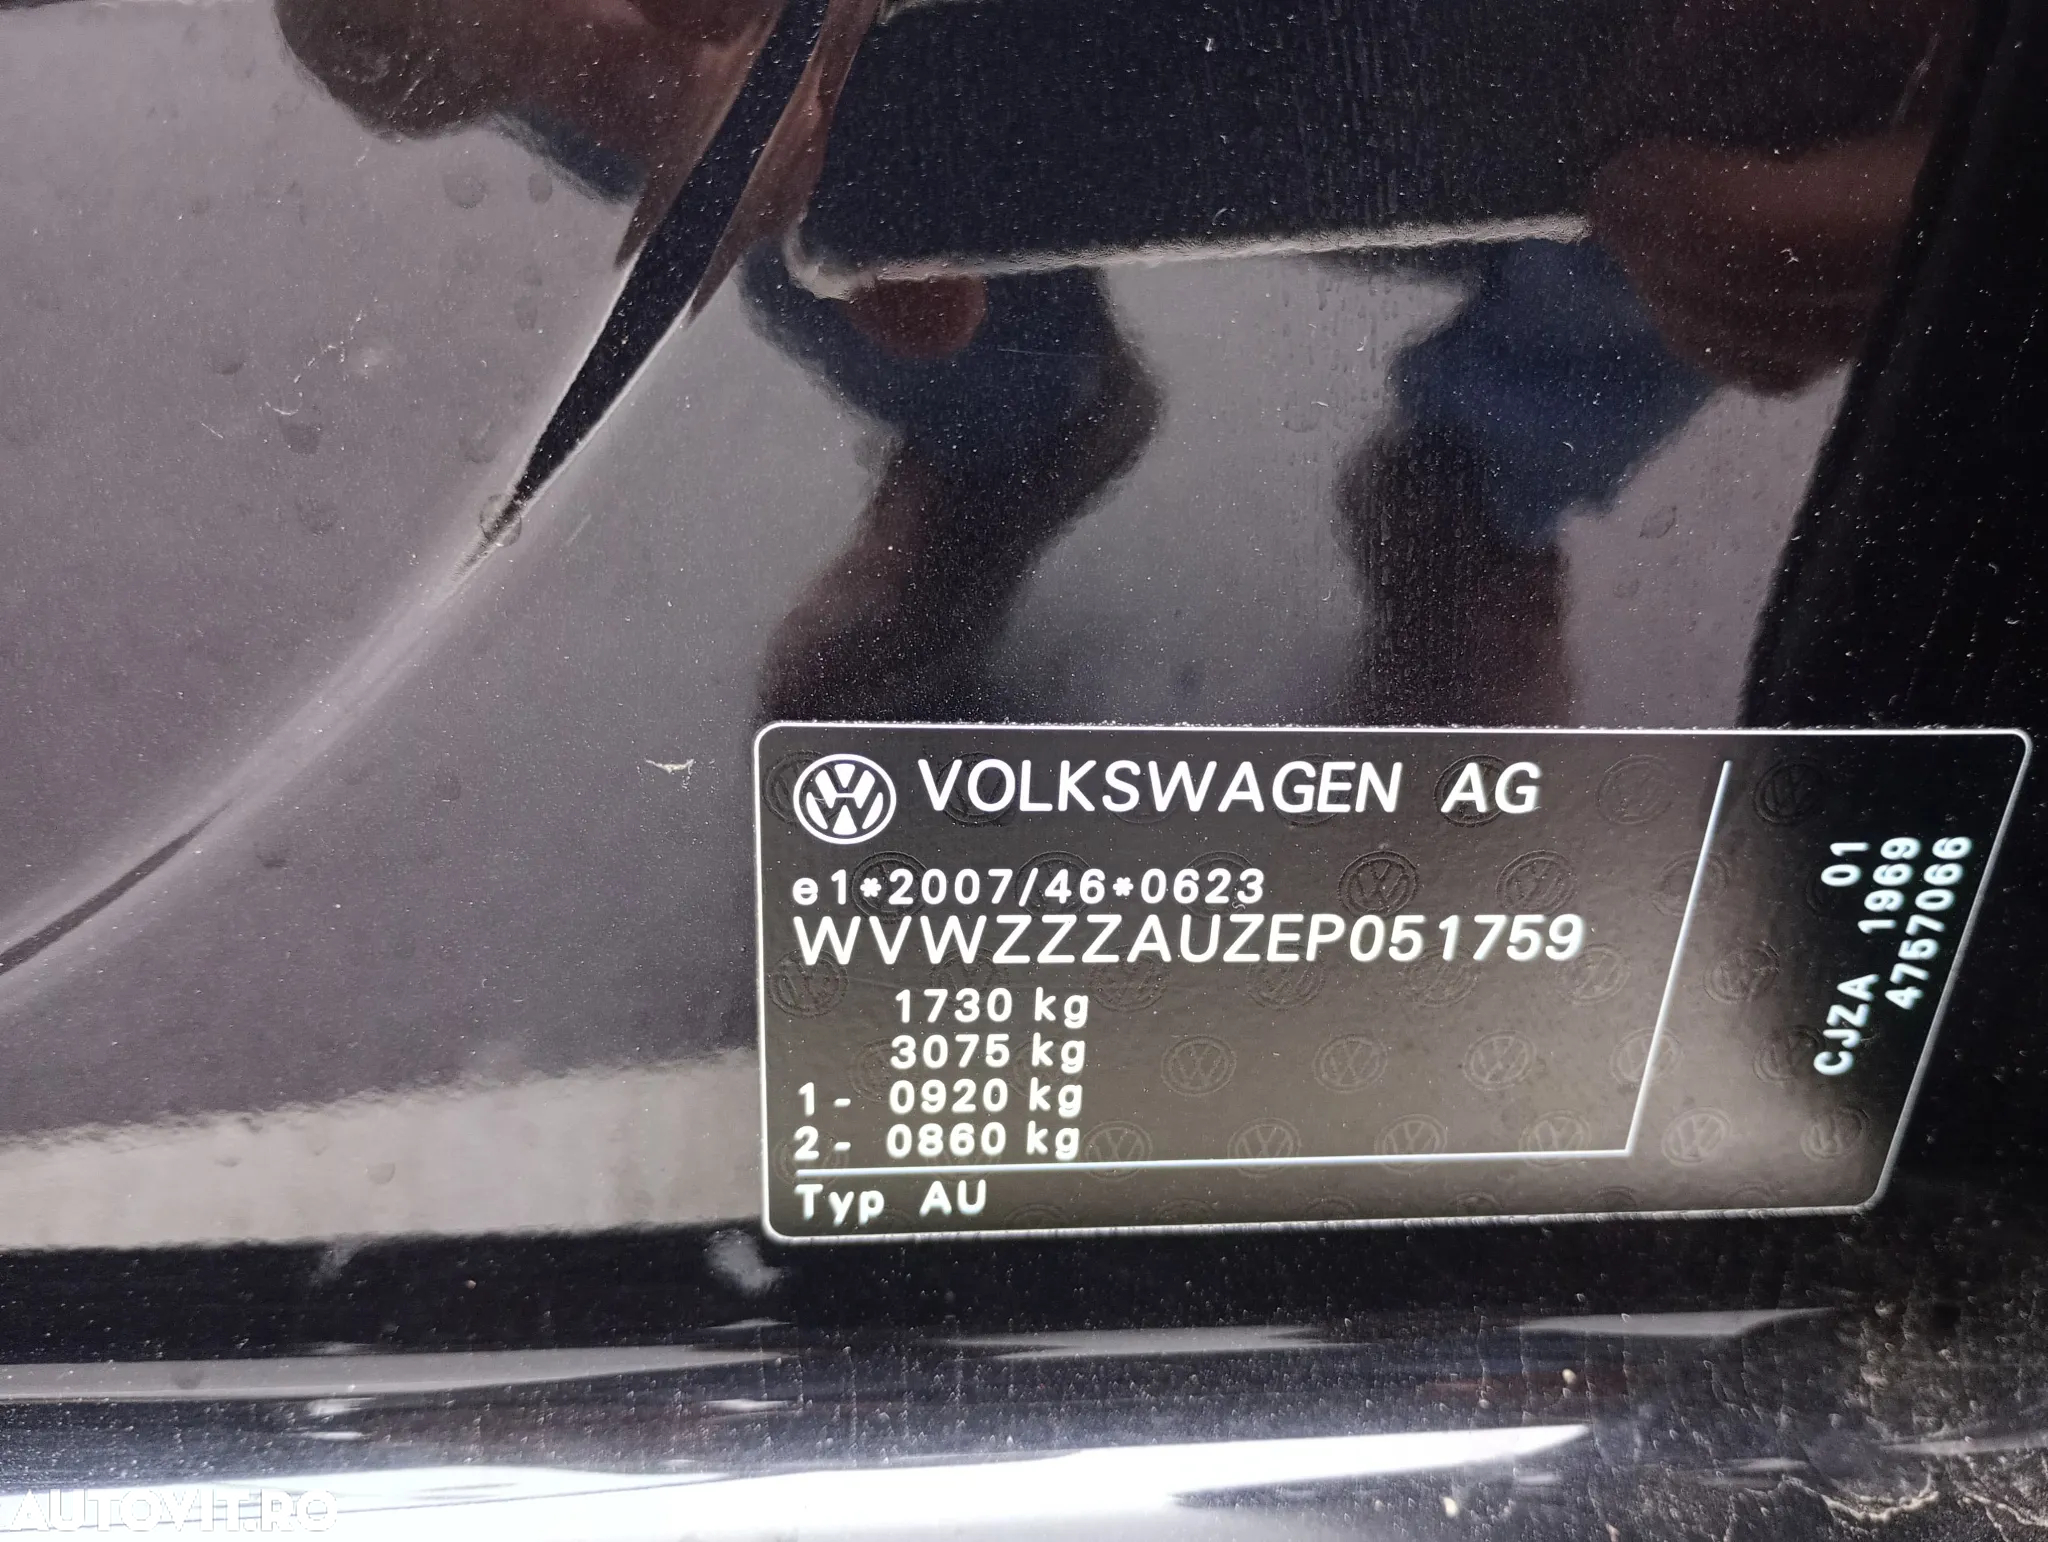 VOLKSWAGEN AG
e1*2007/46*0623
WVWZZZAUZEP051759
1730 kg
3075 kg
1- 0920 kg
2- 0860 kg
Typ AU
01
CJZA 1969
4757066
AUTOVIT.RO